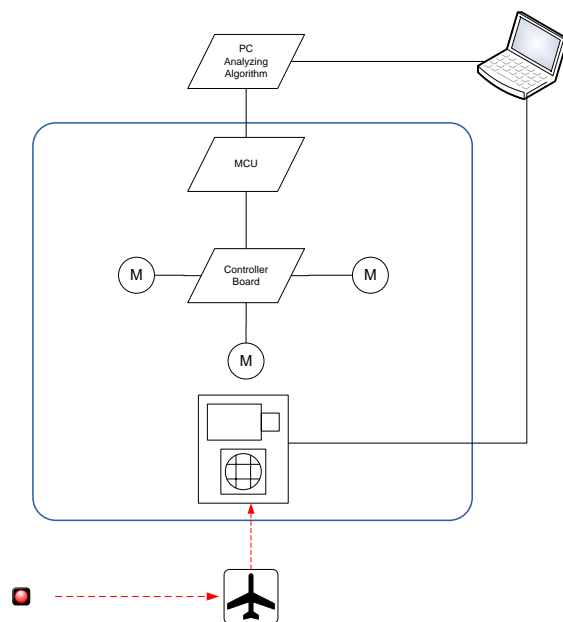 PC
Analyzing
Algorithm
MCU
M
Controller
Board
M
M